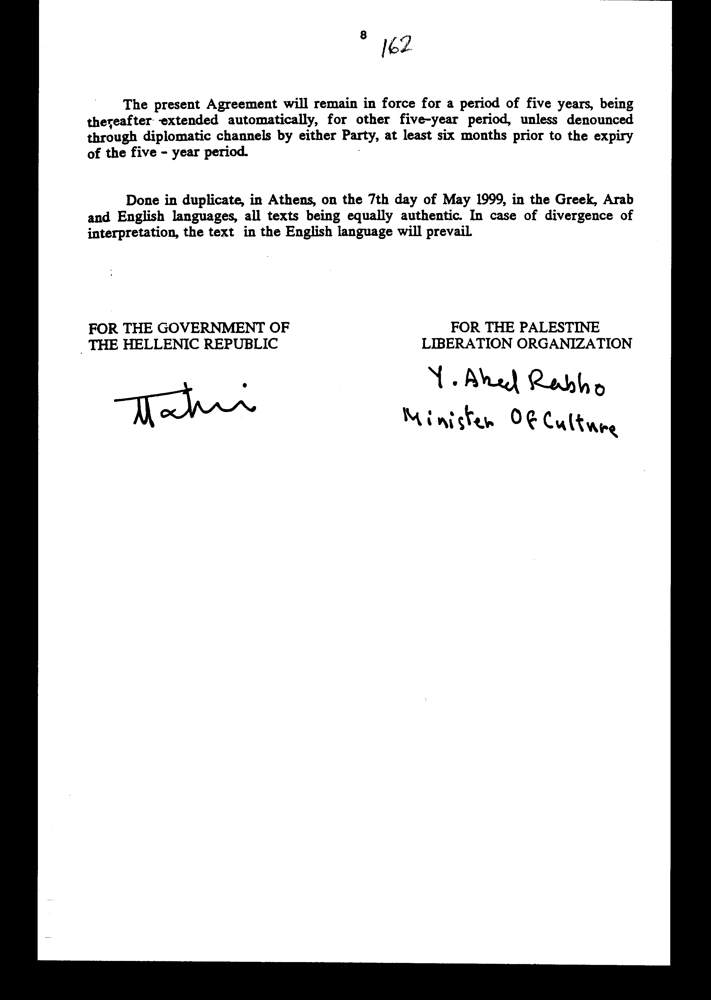 8
162
The present Agreement will remain in force for a period of five years, being
thereafter extended automatically, for other five-year period, unless denounced
through diplomatic channels by either Party, at least six months prior to the expiry
of the five - year period.
Done in duplicate, in Athens, on the 7th day of May 1999, in the Greek, Arab
and English languages, all texts being equally authentic. In case of divergence of
interpretation, the text in the English language will prevail.
FOR THE GOVERNMENT OF
THE HELLENIC REPUBLIC
FOR THE PALESTINE
LIBERATION ORGANIZATION
Y. Abed Rabbo
Minister Of Culture